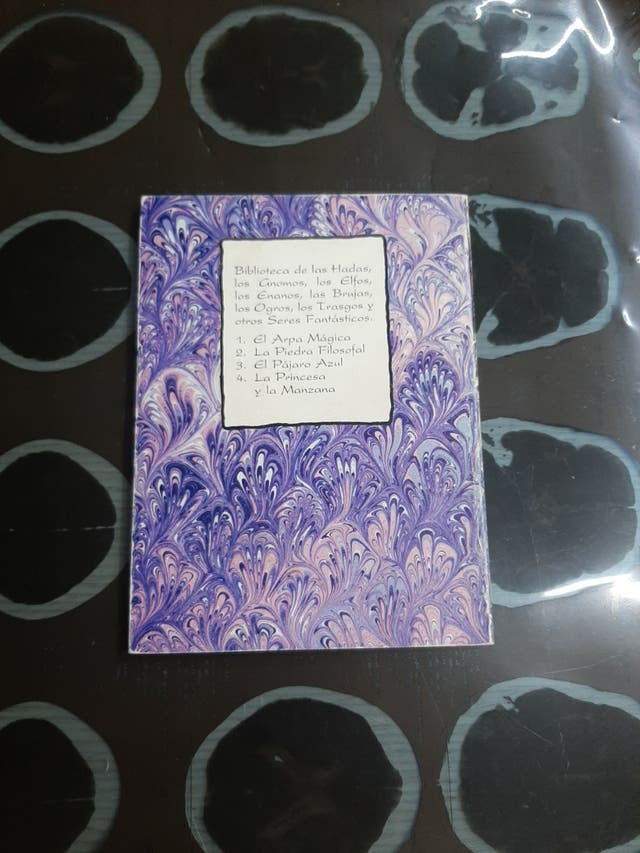 Biblioteca de las Hadas,
los Gnomos, los Elfos,
los Enanos, las Brujas,
los Ogros, los Trasgos y
otros Seres Fantásticos.
1. El Arpa Mágica
2. La Piedra Filosofal
3. El Pájaro Azul
4. La Princesa
y la Manzana